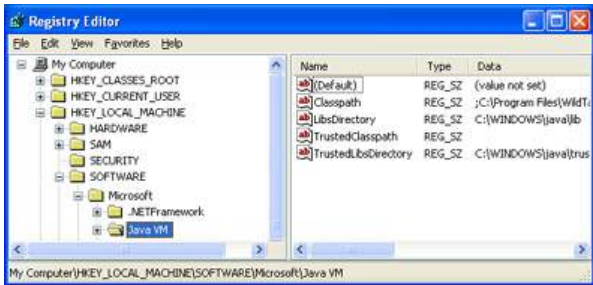 Registry Editor
File Edit View Favorites Help
My Computer
HKEY_CLASSES_ROOT
HKEY_CURRENT_USER
HKEY_LOCAL_MACHINE
HARDWARE
SAM
SECURITY
SOFTWARE
Microsoft
.NETFramework
Java VM
Name Type Data
(Default) REG_SZ (value not set)
Classpath REG_SZ ;C:\Program Files\WildTa
LibsDirectory REG_SZ C:\WINDOWS\java\lib
TrustedClasspath REG_SZ
TrustedLibsDirectory REG_SZ C:\WINDOWS\java\trus
My Computer\HKEY_LOCAL_MACHINE\SOFTWARE\Microsoft\Java VM